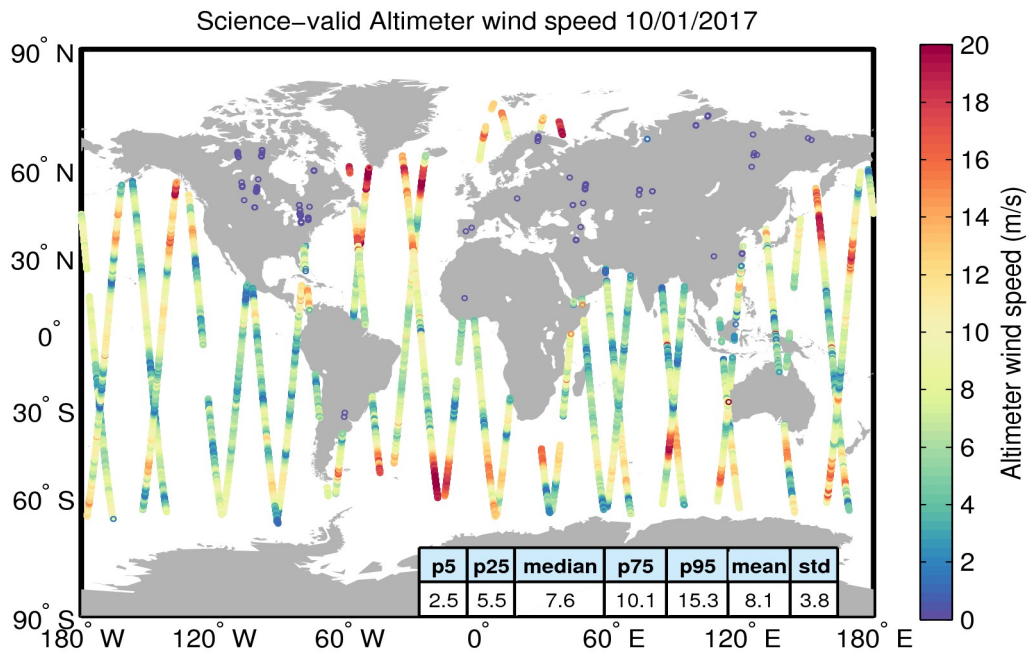 Science−valid Altimeter wind speed 10/01/2017
90° N
60° N
30° N
0°
30° S
60° S
90° S
180° W
120° W
60° W
0°
60° E
120° E
180° E
p5 p25 median p75 p95 mean std
2.5 5.5 7.6 10.1 15.3 8.1 3.8
20
18
16
14
12
10
8
6
4
2
0
Altimeter wind speed (m/s)